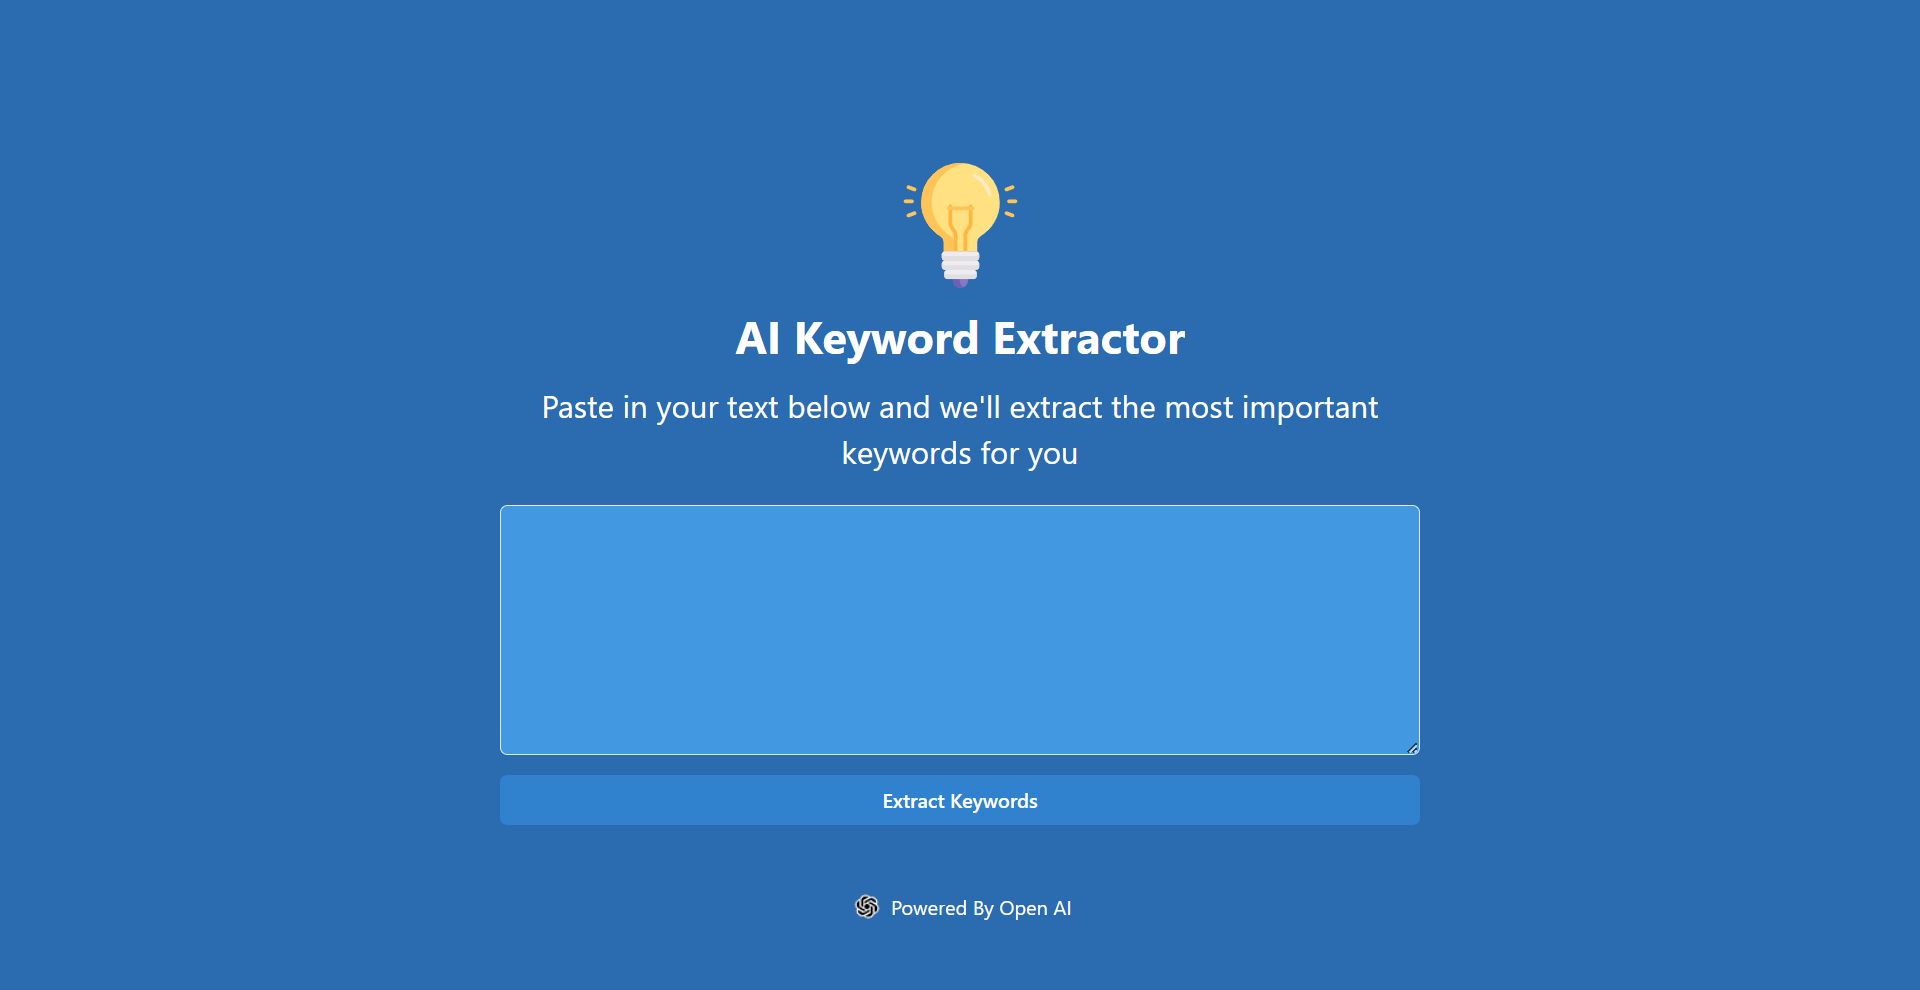 AI Keyword Extractor
Paste in your text below and we'll extract the most important
keywords for you
Extract Keywords
Powered By Open AI